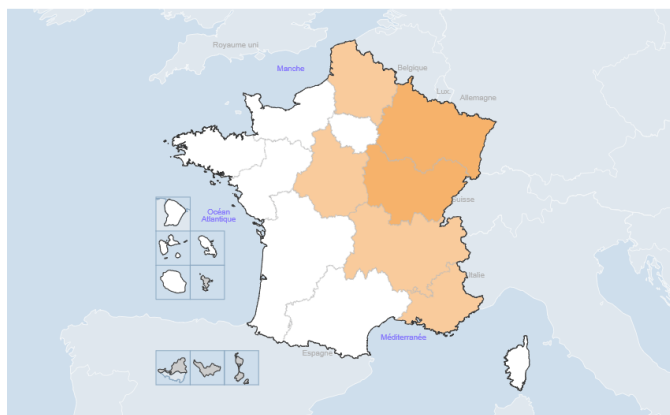 Royaume uni
Manche
Belgique
Lux.
Allemagne
Suisse
Océan
Atlantique
Italie
Méditerranée
Espagne